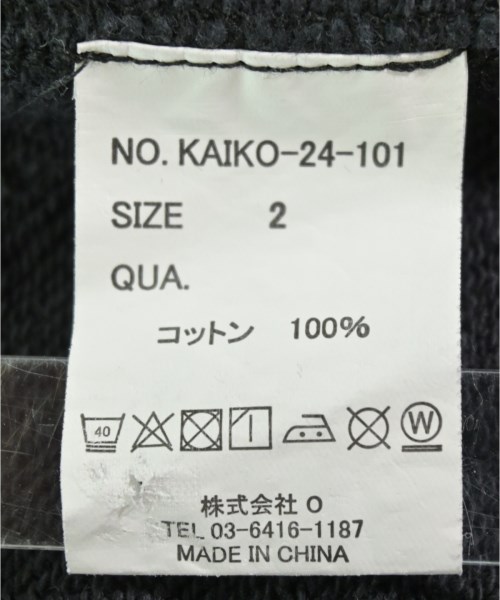 NO. KAIKO-24-101
SIZE 2
QUA.
コットン 100%
40 W
株式会社 O
TEL 03-6416-1187
MADE IN CHINA